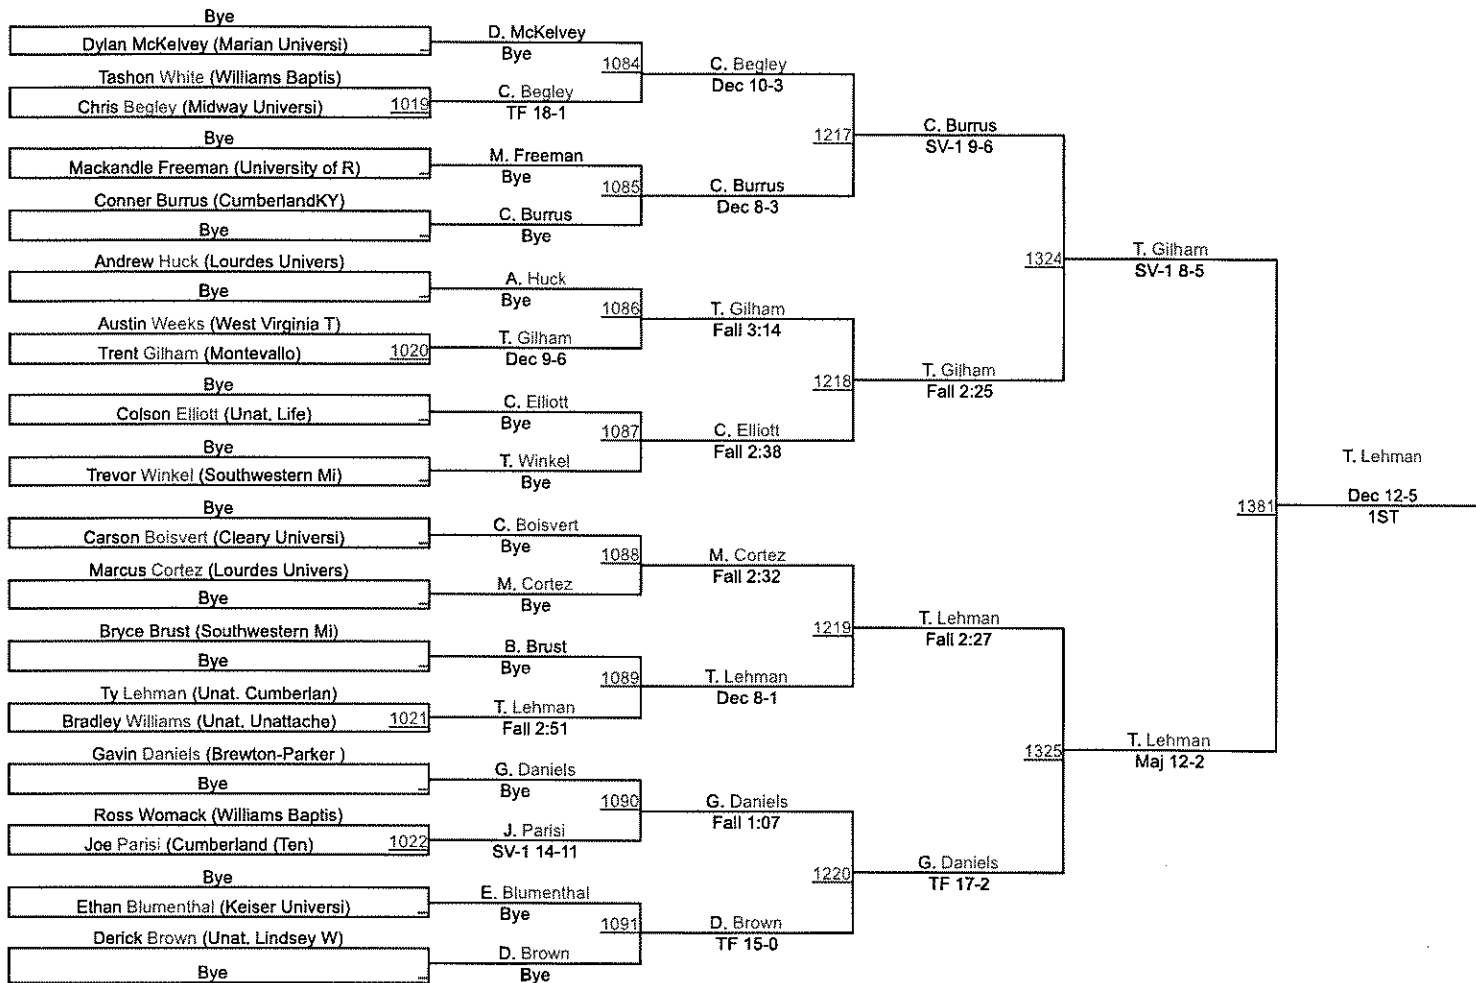 Bye
Dylan McKelvey (Marian Universi)
Tashon White (Williams Baptis)
Chris Begley (Midway Universi) 1019
Bye
Mackandle Freeman (University of R)
Conner Burrus (CumberlandKY)
Bye
Andrew Huck (Lourdes Univers)
Bye
Austin Weeks (West Virginia T)
Trent Gilham (Montevallo) 1020
Bye
Colson Elliott (Unat. Life)
Bye
Trevor Winkel (Southwestern Mi)
Bye
Carson Boisvert (Cleary Universi)
Marcus Cortez (Lourdes Univers)
Bye
Bryce Brust (Southwestern Mi)
Bye
Ty Lehman (Unat. Cumberlan)
Bradley Williams (Unat. Unattache) 1021
Gavin Daniels (Brewton-Parker )
Bye
Ross Womack (Williams Baptis)
Joe Parisi (Cumberland (Ten) 1022
Bye
Ethan Blumenthal (Keiser Universi)
Derick Brown (Unat. Lindsey W)
Bye
D. McKelvey
Bye
1084
C. Begley
TF 18-1
M. Freeman
Bye
1085
C. Burrus
Bye
A. Huck
Bye
1086
T. Gilham
Dec 9-6
C. Elliott
Bye
1087
T. Winkel
Bye
C. Boisvert
Bye
1088
M. Cortez
Bye
B. Brust
Bye
1089
T. Lehman
Fall 2:51
G. Daniels
Bye
1090
J. Parisi
SV-1 14-11
E. Blumenthal
Bye
1091
D. Brown
Bye
C. Begley
Dec 10-3
1217
C. Burrus
Dec 8-3
T. Gilham
Fall 3:14
1218
C. Elliott
Fall 2:38
M. Cortez
Fall 2:32
1219
T. Lehman
Dec 8-1
G. Daniels
Fall 1:07
1220
D. Brown
TF 15-0
C. Burrus
SV-1 9-6
1324
T. Gilham
Fall 2:25
T. Lehman
Fall 2:27
1325
G. Daniels
TF 17-2
T. Gilham
SV-1 8-5
1381
T. Lehman
Maj 12-2
T. Lehman
Dec 12-5
1ST